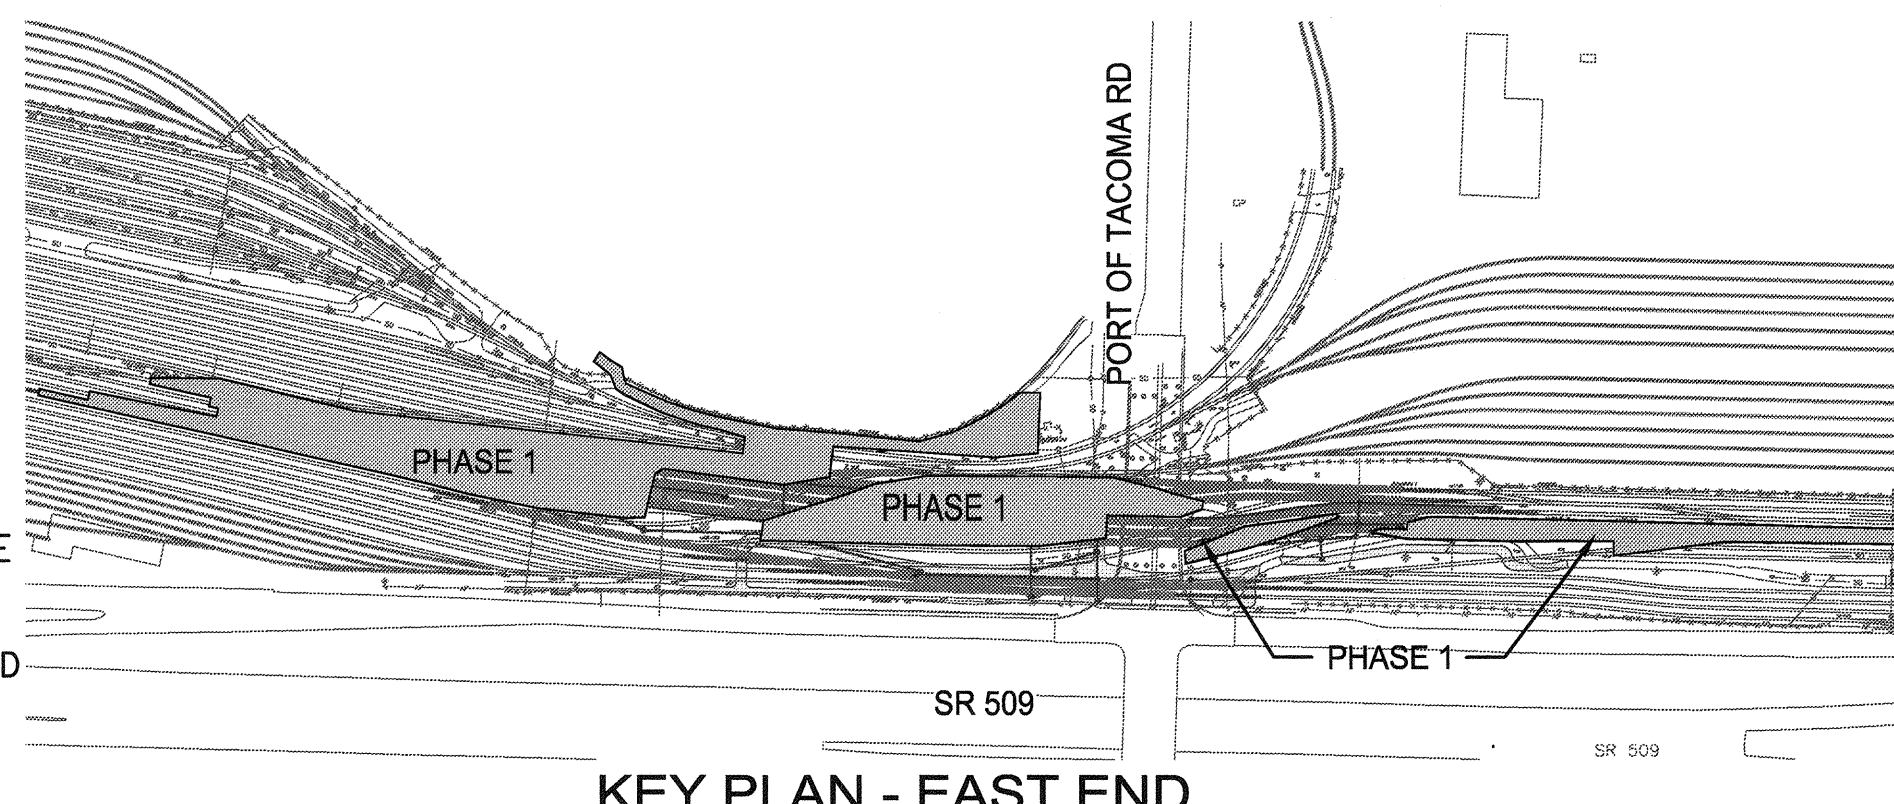 PORT OF TACOMA RD
PHASE 1
PHASE 1
E
PHASE 1
D
SR 509
SR 509
KEY PLAN - EAST END